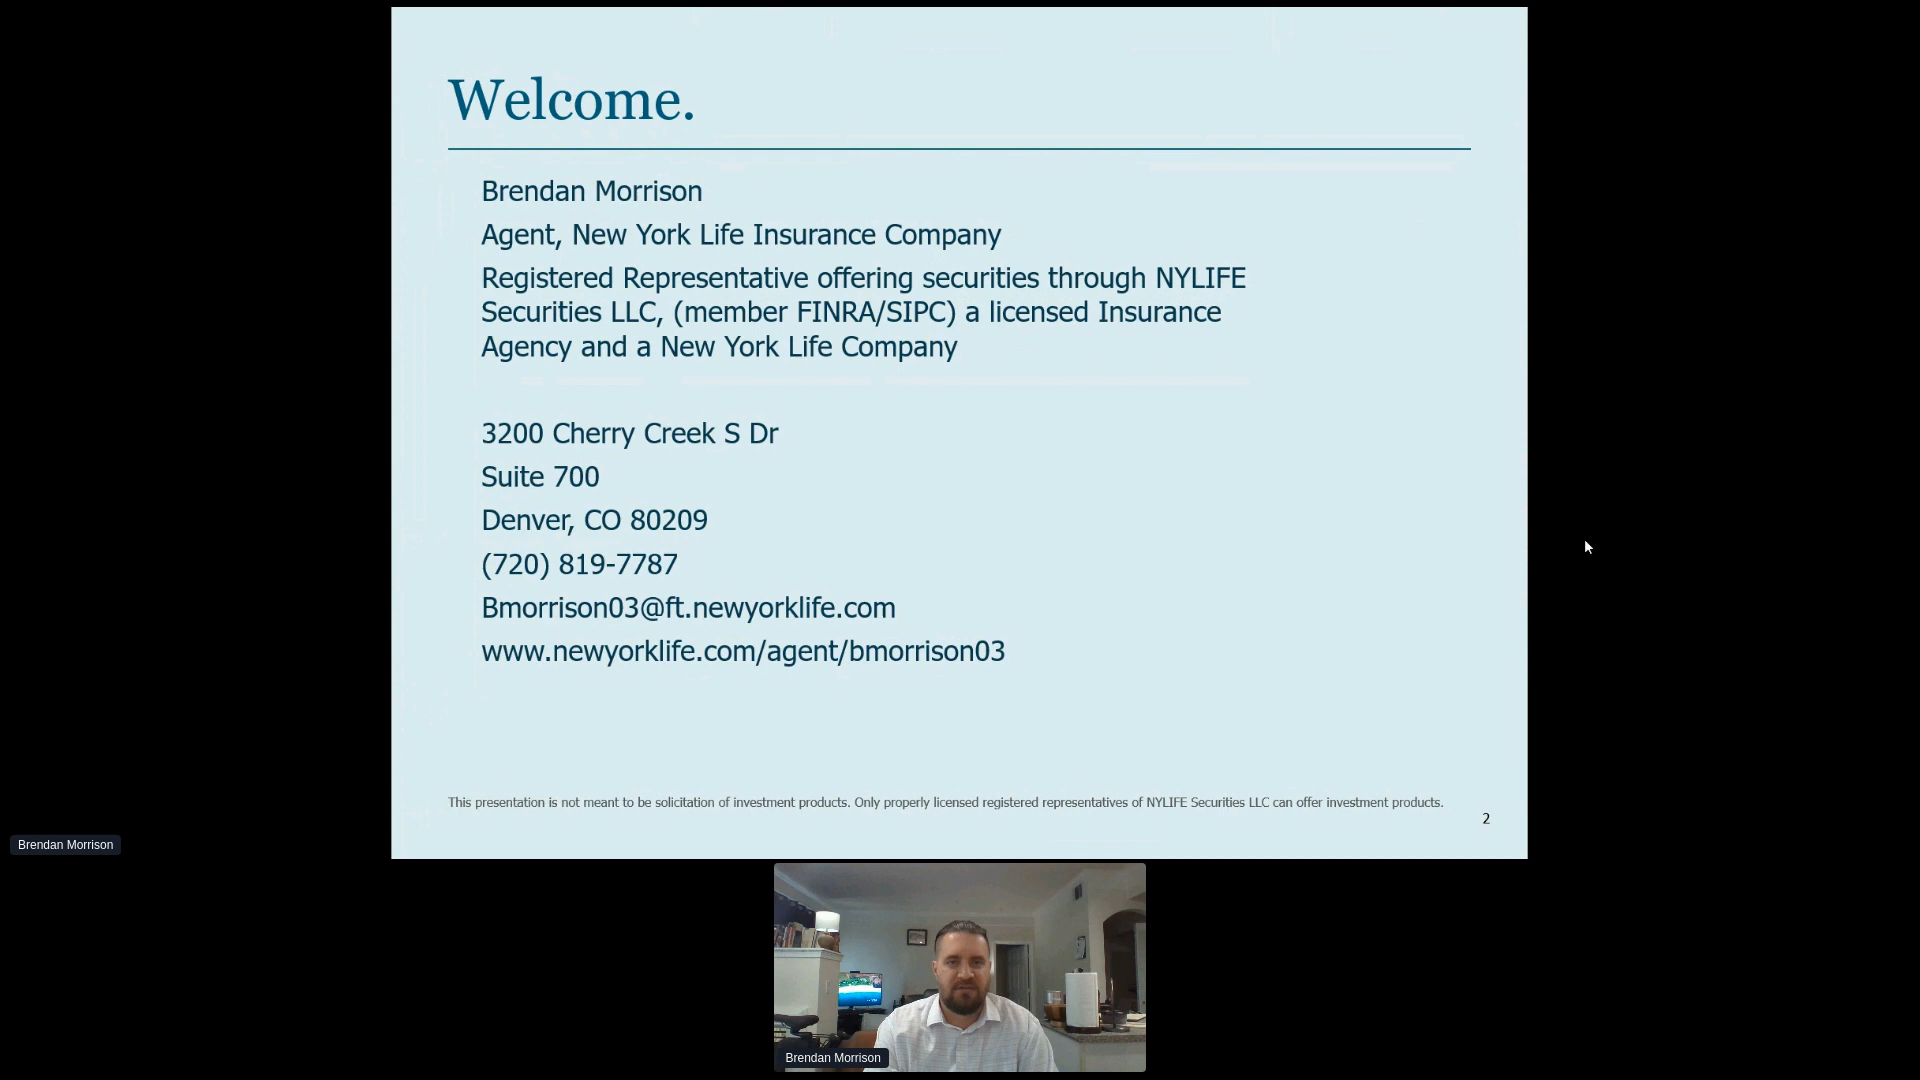 Welcome.
Brendan Morrison
Agent, New York Life Insurance Company
Registered Representative offering securities through NYLIFE
Securities LLC, (member FINRA/SIPC) a licensed Insurance
Agency and a New York Life Company
3200 Cherry Creek S Dr
Suite 700
Denver, CO 80209
(720) 819-7787
Bmorrison03@ft.newyorklife.com
www.newyorklife.com/agent/bmorrison03
This presentation is not meant to be solicitation of investment products. Only properly licensed registered representatives of NYLIFE Securities LLC can offer investment products.
2
Brendan Morrison
Brendan Morrison